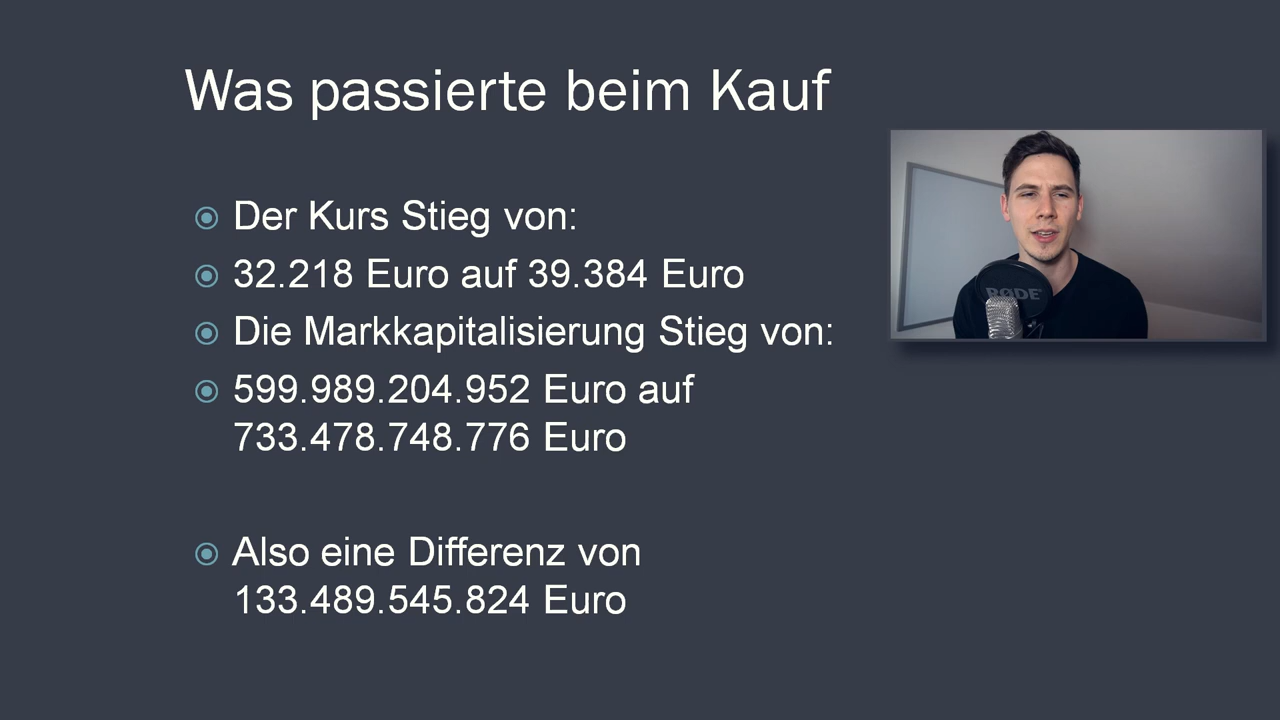 Was passierte beim Kauf
Der Kurs Stieg von:
32.218 Euro auf 39.384 Euro
Die Markkapitalisierung Stieg von:
599.989.204.952 Euro auf
733.478.748.776 Euro
Also eine Differenz von
133.489.545.824 Euro
RØDE